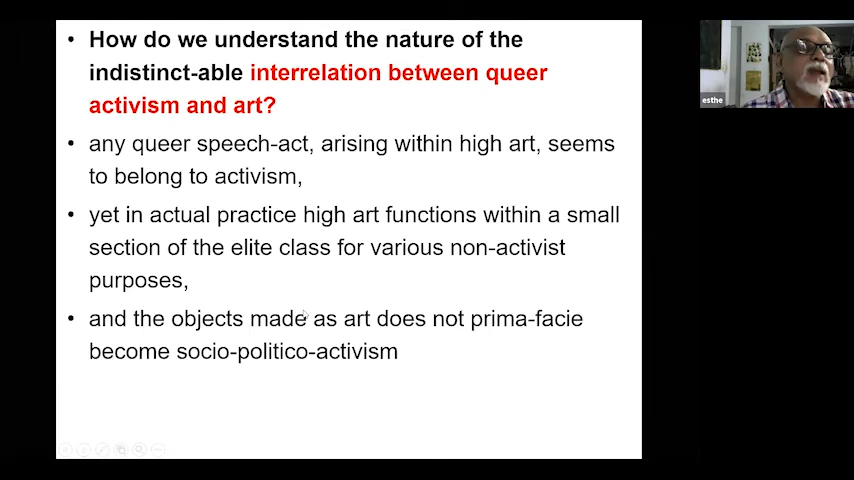 • How do we understand the nature of the
indistinct-able interrelation between queer
activism and art?
• any queer speech-act, arising within high art, seems
to belong to activism,
• yet in actual practice high art functions within a small
section of the elite class for various non-activist
purposes,
• and the objects made as art does not prima-facie
become socio-politico-activism
esthe